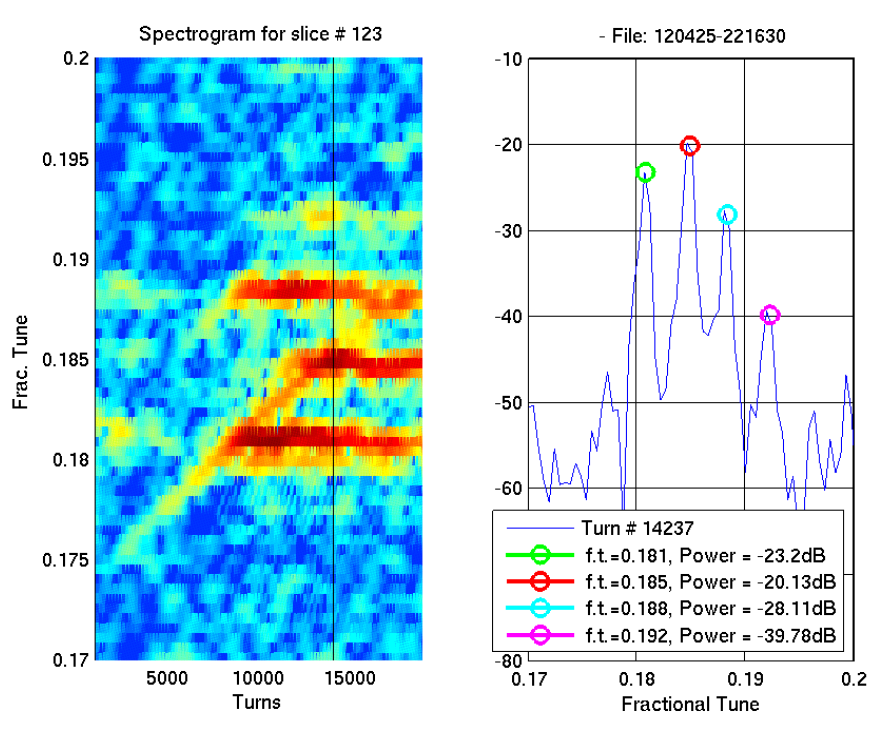 Spectrogram for slice # 123
0.2
0.195
0.19
0.185
0.18
0.175
0.17
Frac. Tune
5000 10000 15000
Turns
- File: 120425-221630
-10
-20
-30
-40
-50
-60
-80
Turn # 14237
f.t.=0.181, Power = -23.2dB
f.t.=0.185, Power = -20.13dB
f.t.=0.188, Power = -28.11dB
f.t.=0.192, Power = -39.78dB
0.17 0.18 0.19 0.2
Fractional Tune